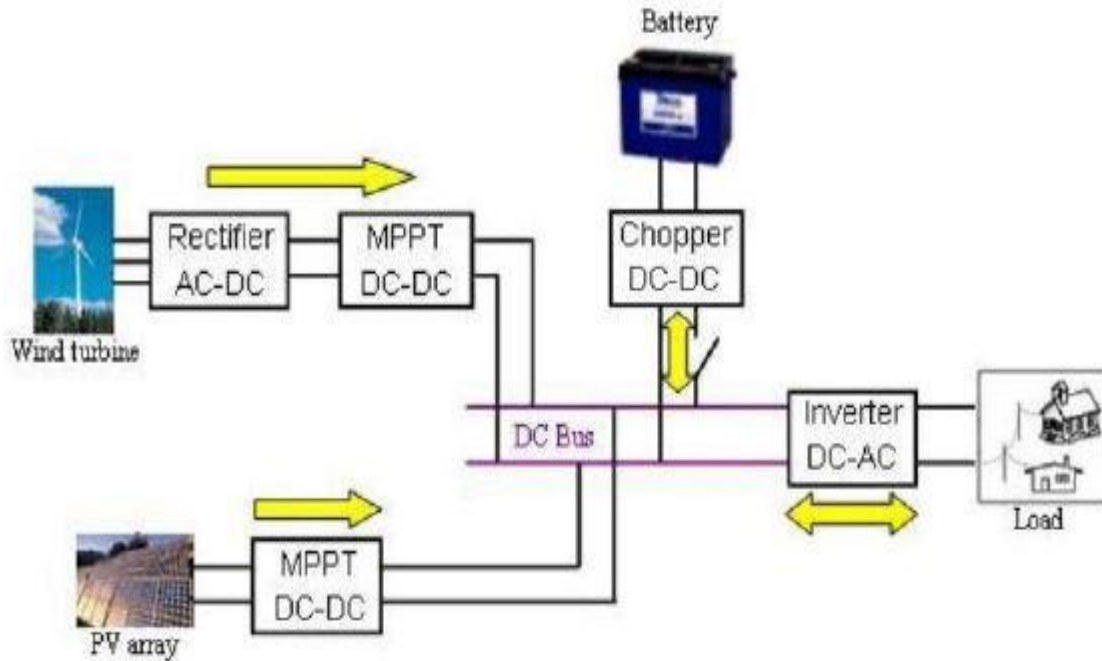 Battery
Rectifier
AC-DC
MPPT
DC-DC
Chopper
DC-DC
Wind turbine
DC Bus
Inverter
DC-AC
Load
MPPT
DC-DC
PV array